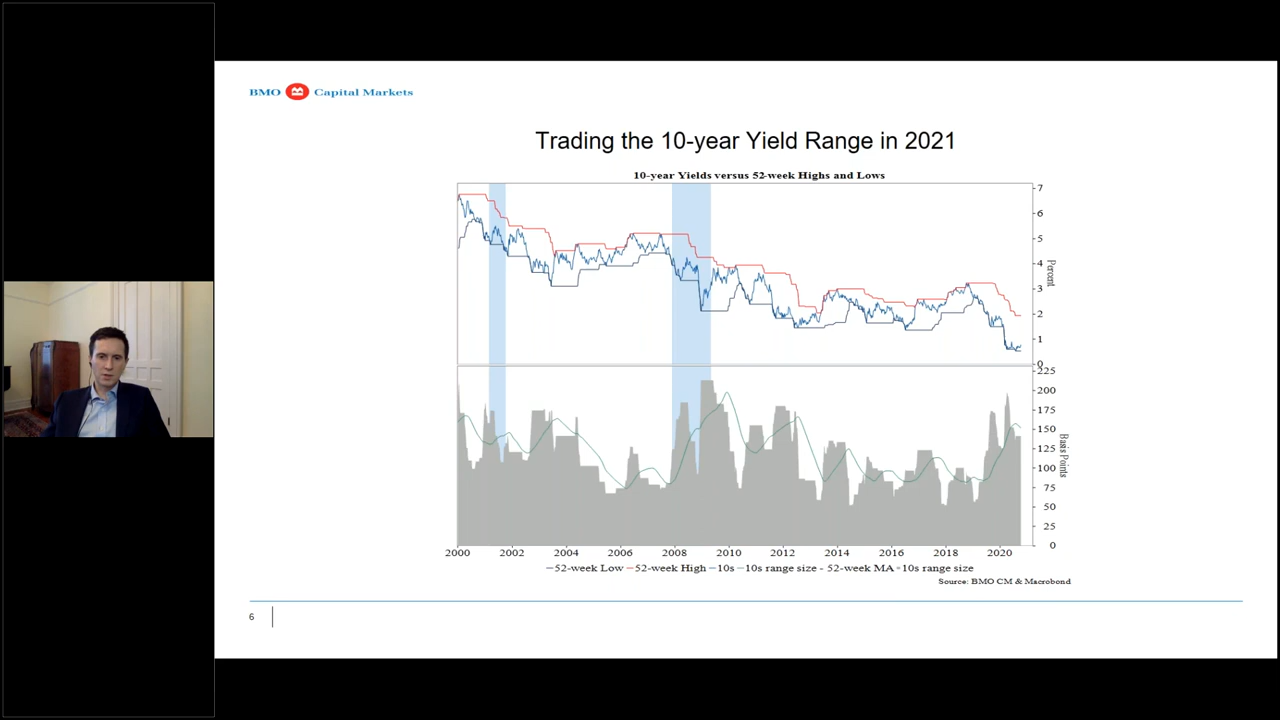 BMO Capital Markets
Trading the 10-year Yield Range in 2021
10-year Yields versus 52-week Highs and Lows
7
6
5
4
3
2
1
0
Percent
225
200
175
150
125
100
75
50
25
0
Basis Points
2000 2002 2004 2006 2008 2010 2012 2014 2016 2018 2020
52-week Low 52-week High 10s 10s range size - 52-week MA 10s range size
Source: BMO CM & Macrobond
6